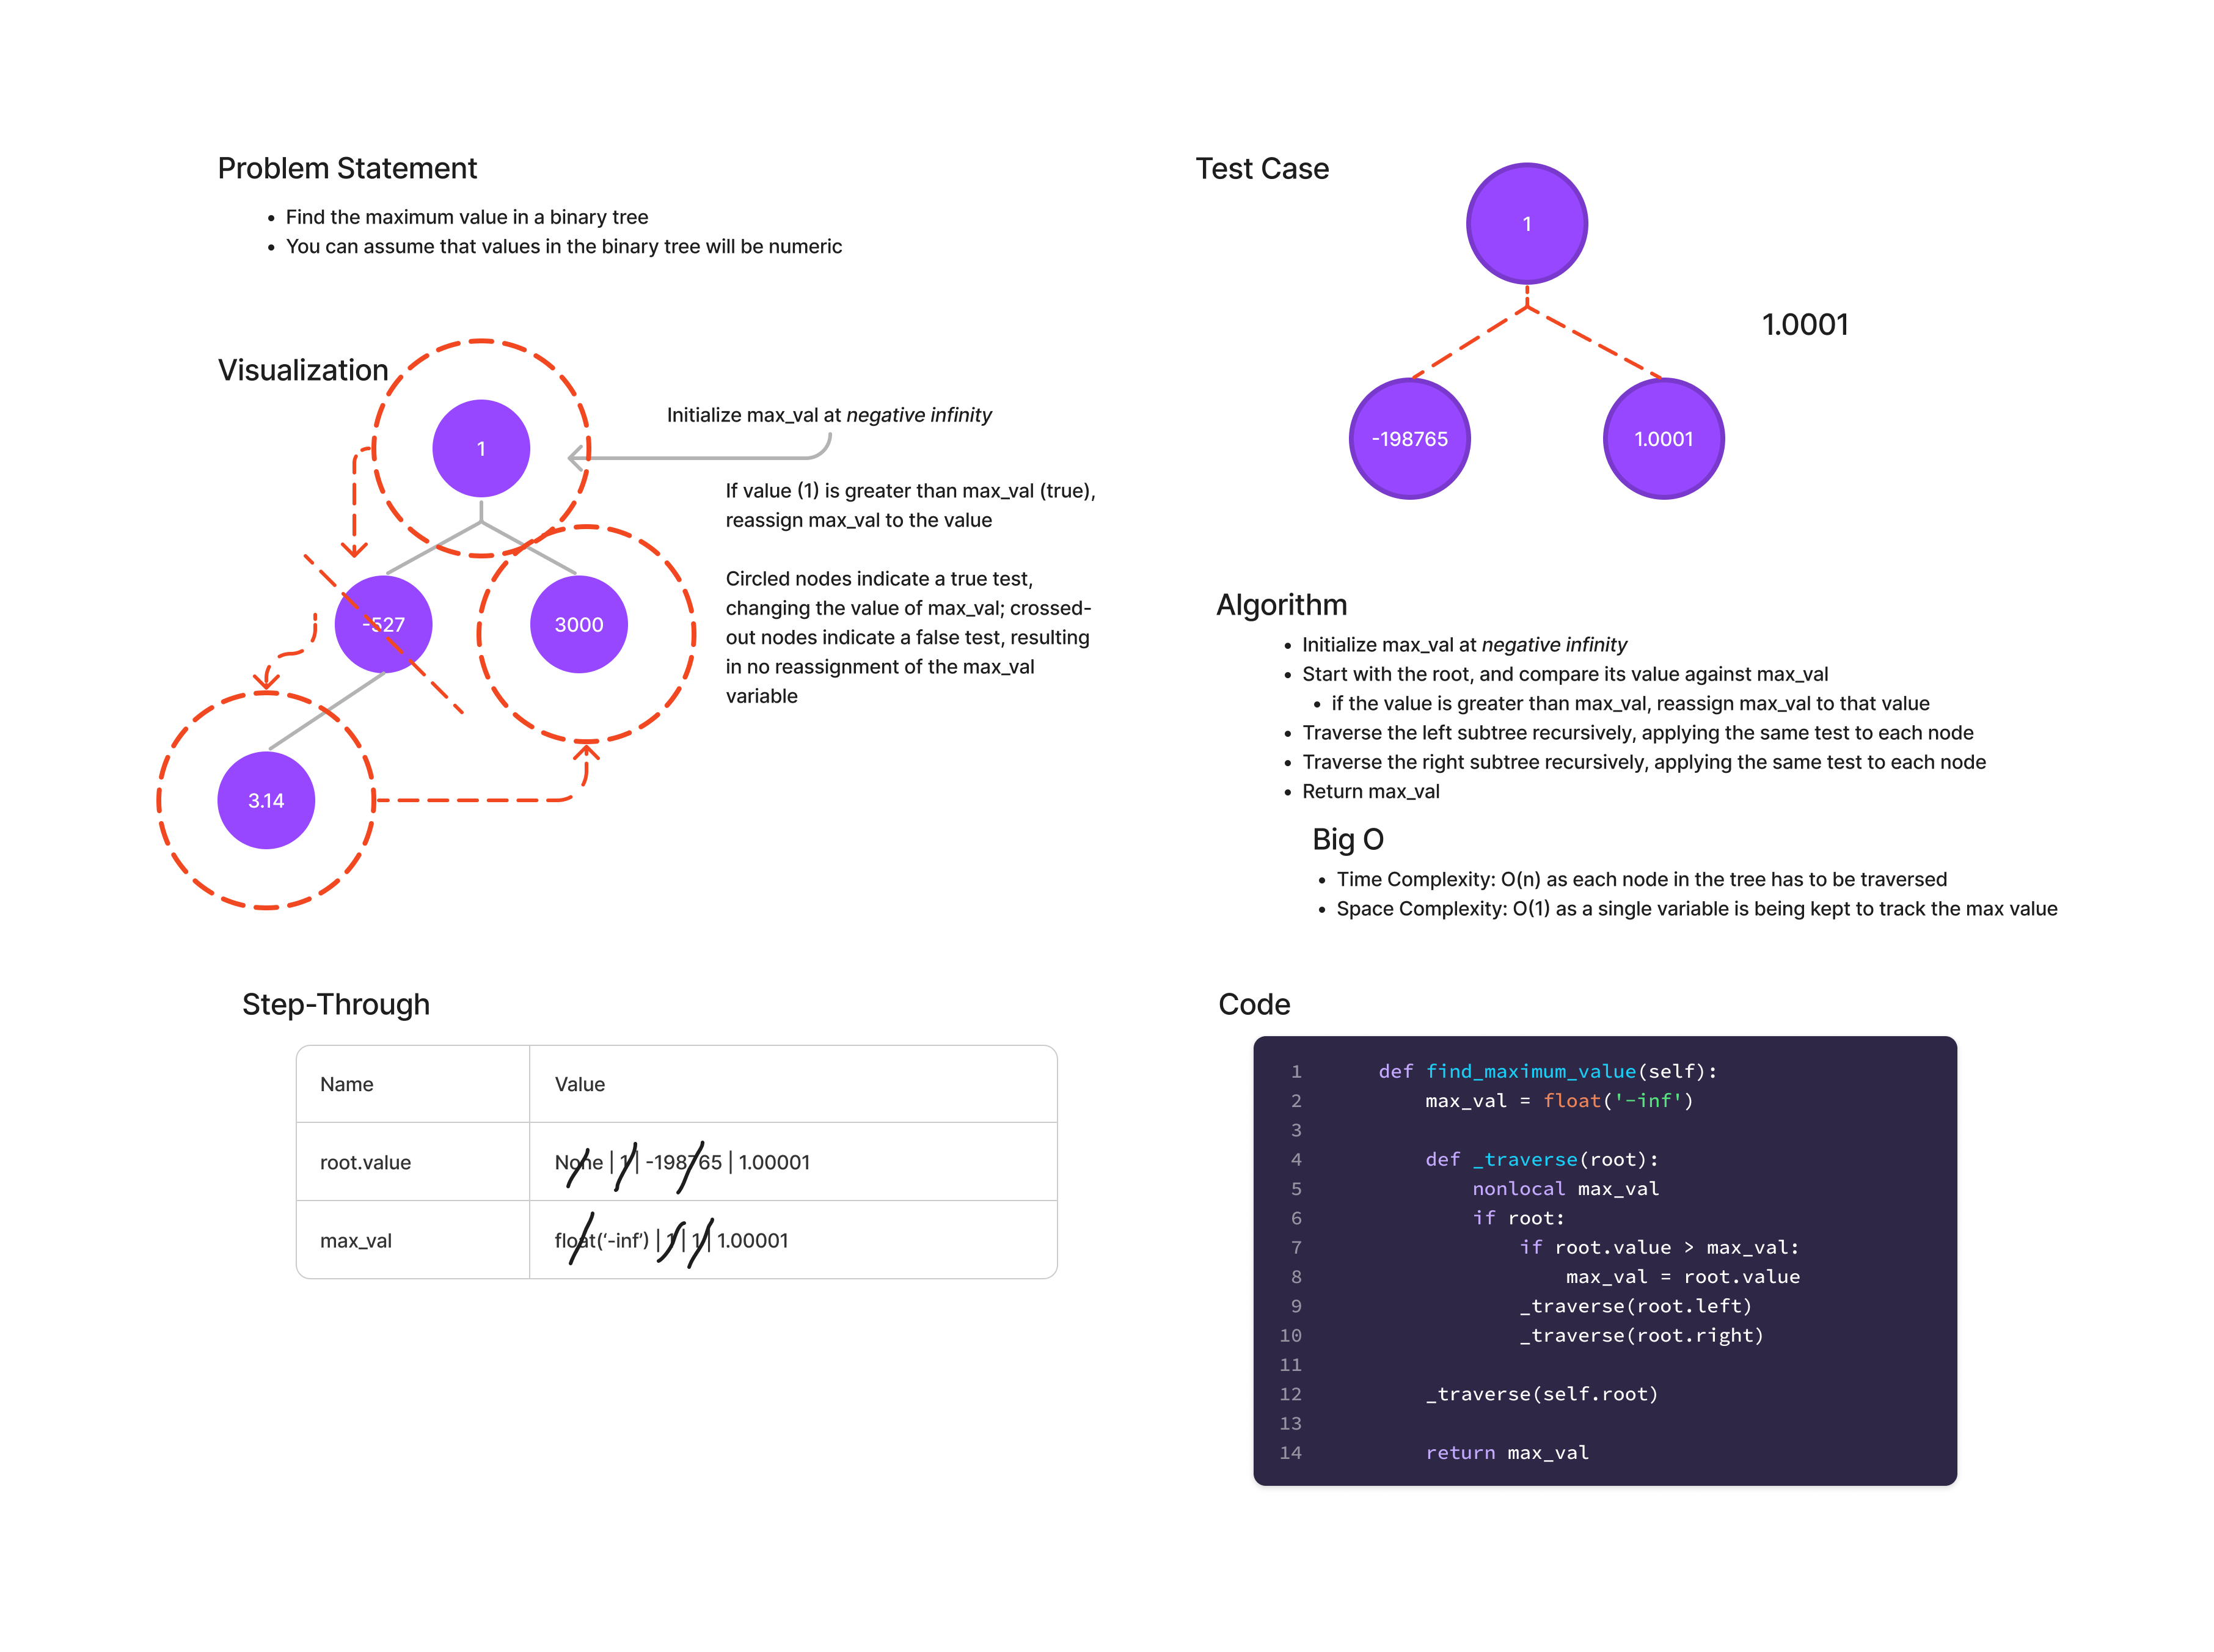 Problem Statement
• Find the maximum value in a binary tree
• You can assume that values in the binary tree will be numeric
Visualization
1
-527
3000
3.14
Initialize max_val at negative infinity
If value (1) is greater than max_val (true),
reassign max_val to the value
Circled nodes indicate a true test,
changing the value of max_val; crossed-
out nodes indicate a false test, resulting
in no reassignment of the max_val
variable
Test Case
1
-198765
1.0001
1.0001
Algorithm
• Initialize max_val at negative infinity
• Start with the root, and compare its value against max_val
• if the value is greater than max_val, reassign max_val to that value
• Traverse the left subtree recursively, applying the same test to each node
• Traverse the right subtree recursively, applying the same test to each node
• Return max_val
Big O
• Time Complexity: O(n) as each node in the tree has to be traversed
• Space Complexity: O(1) as a single variable is being kept to track the max value
Step-Through
Name Value
root.value None | 1 | -198765 | 1.00001
max_val float(‘-inf’) | 1 | 1 | 1.00001
Code
1 def find_maximum_value(self):
2 max_val = float('-inf')
3
4 def _traverse(root):
5 nonlocal max_val
6 if root:
7 if root.value > max_val:
8 max_val = root.value
9 _traverse(root.left)
10 _traverse(root.right)
11
12 _traverse(self.root)
13
14 return max_val